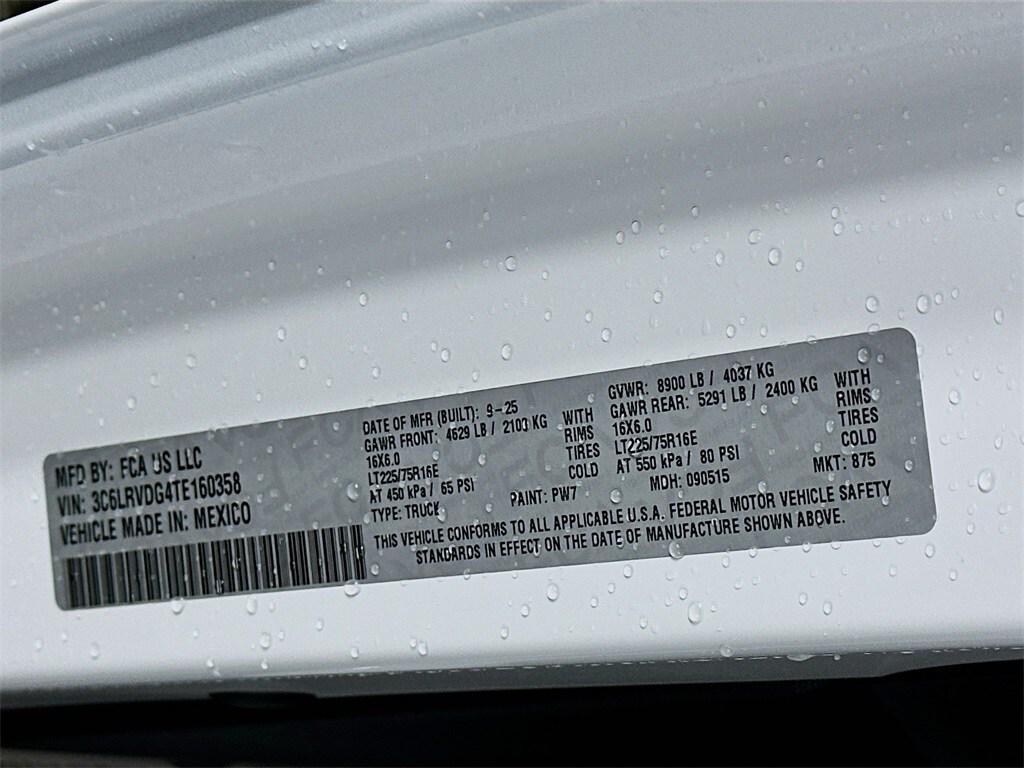 MFD BY: FCA US LLC
VIN: 3C6LRVDG4TE160358
VEHICLE MADE IN: MEXICO
DATE OF MFR (BUILT): 9-25
GAWR FRONT: 4629 LB / 2103 KG WITH
16X6.0 RIMS
LT225/75R16E TIRES
AT 450 kPa / 65 PSI COLD
TYPE: TRUCK PAINT: PW7
GVWR: 8900 LB / 4037 KG
GAWR REAR: 5291 LB / 2400 KG WITH
16X6.0 RIMS
LT225/75R16E TIRES
AT 550 kPa / 80 PSI COLD
MDH: 090515 MKT: 875
THIS VEHICLE CONFORMS TO ALL APPLICABLE U.S.A. FEDERAL MOTOR VEHICLE SAFETY
STANDARDS IN EFFECT ON THE DATE OF MANUFACTURE SHOWN ABOVE.